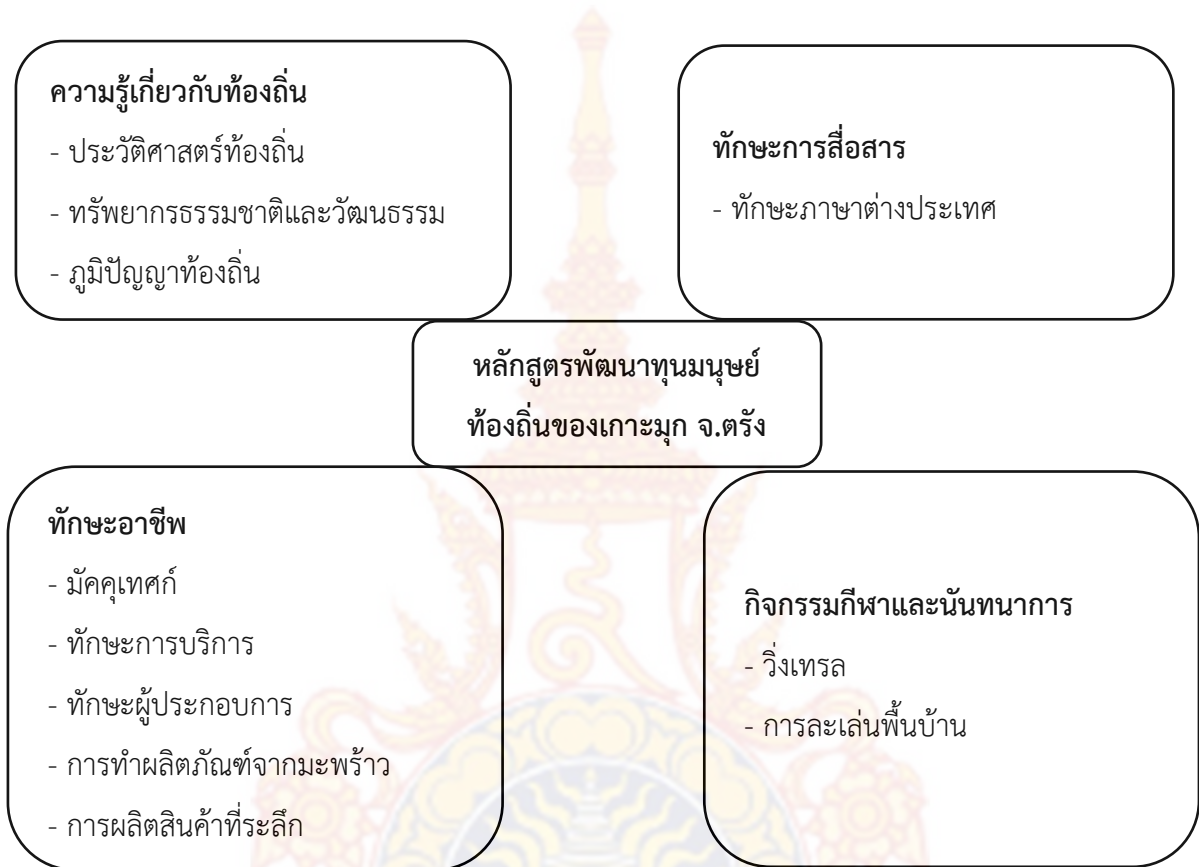 ความรู้เกี่ยวกับท้องถิ่น
- ประวัติศาสตร์ท้องถิ่น
- ทรัพยากรธรรมชาติและวัฒนธรรม
- ภูมิปัญญาท้องถิ่น
ทักษะการสื่อสาร
- ทักษะภาษาต่างประเทศ
หลักสูตรพัฒนาทุนมนุษย์
ท้องถิ่นของเกาะมุก จ.ตรัง
ทักษะอาชีพ
- มัคคุเทศก์
- ทักษะการบริการ
- ทักษะผู้ประกอบการ
- การทำผลิตภัณฑ์จากมะพร้าว
- การผลิตสินค้าที่ระลึก
กิจกรรมกีฬาและนันทนาการ
- วิ่งเทรล
- การละเล่นพื้นบ้าน